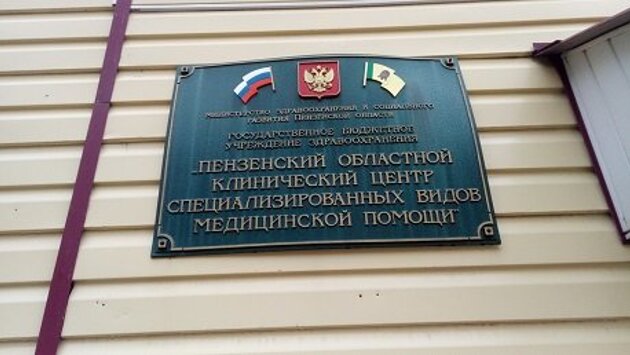 МИНИСТЕРСТВО ЗДРАВООХРАНЕНИЯ И СОЦИАЛЬНОГО
РАЗВИТИЯ ПЕНЗЕНСКОЙ ОБЛАСТИ
ГОСУДАРСТВЕННОЕ БЮДЖЕТНОЕ
УЧРЕЖДЕНИЕ ЗДРАВООХРАНЕНИЯ
"ПЕНЗЕНСКИЙ ОБЛАСТНОЙ
КЛИНИЧЕСКИЙ ЦЕНТР
СПЕЦИАЛИЗИРОВАННЫХ ВИДОВ
МЕДИЦИНСКОЙ ПОМОЩИ"